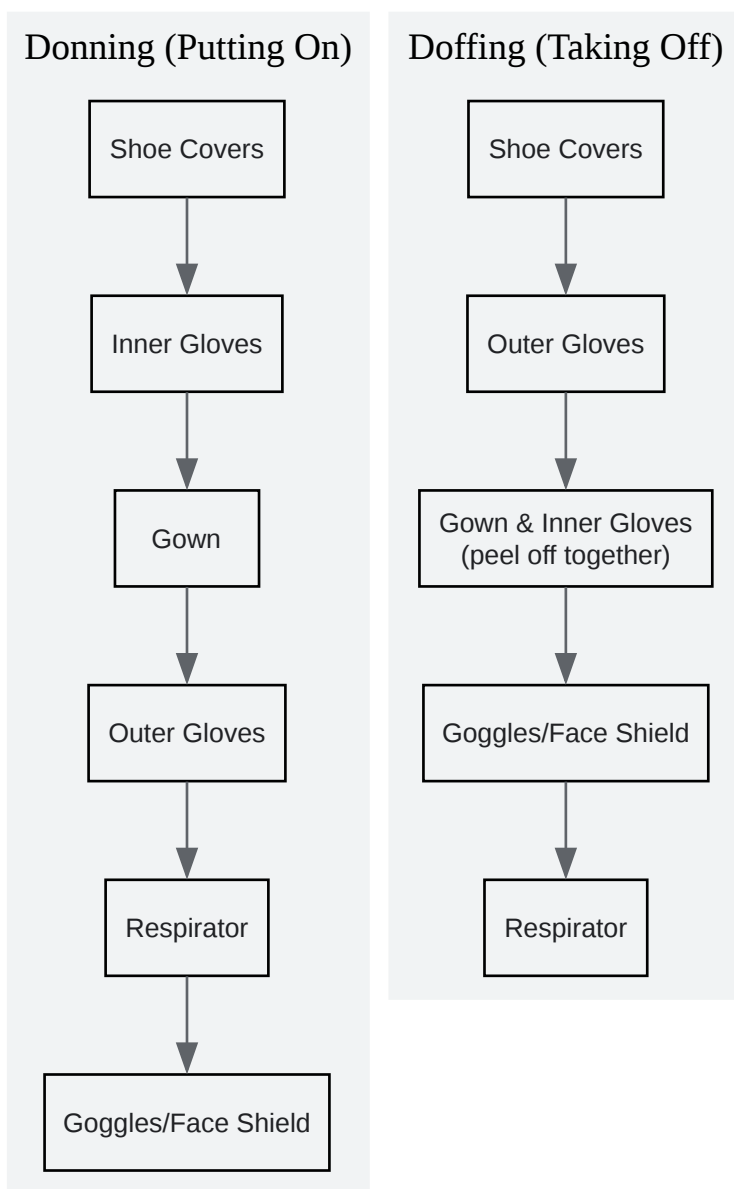 Donning (Putting On)
Shoe Covers
Inner Gloves
Gown
Outer Gloves
Respirator
Goggles/Face Shield
Doffing (Taking Off)
Shoe Covers
Outer Gloves
Gown & Inner Gloves
(peel off together)
Goggles/Face Shield
Respirator